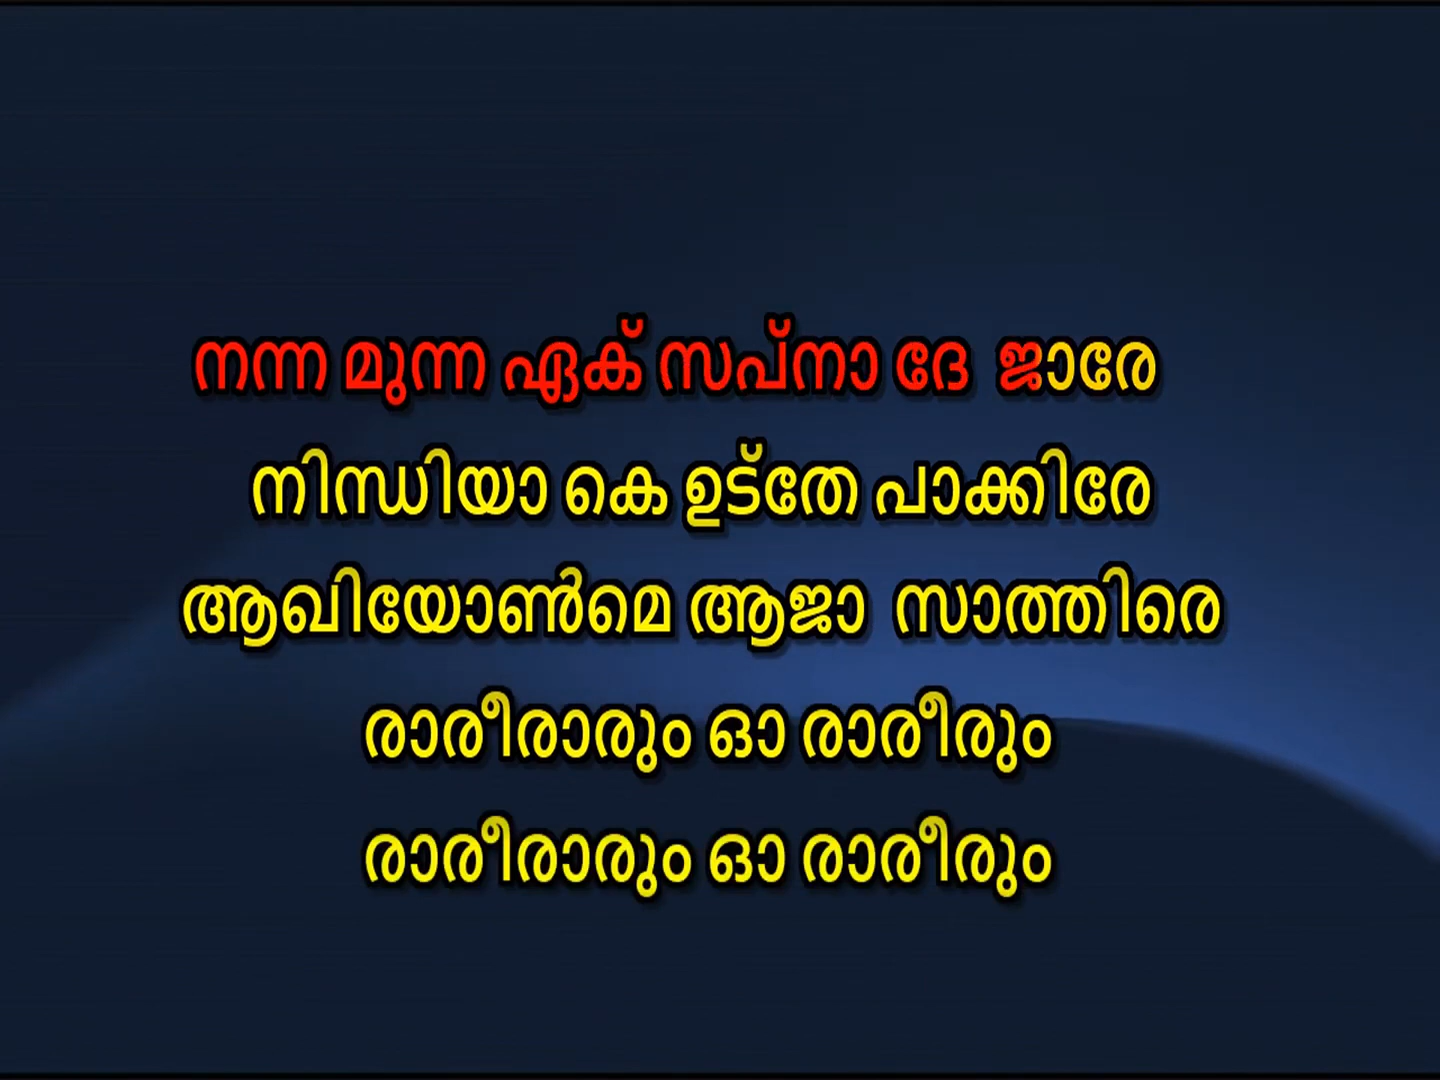 നന്ന മുന്ന ഏക് സപ്നാ ദേ ജാരേ
നിന്ധിയാ കെ ഉട്തേ പാക്കിരേ
ആഖിയോൺമെ ആജാ സാത്തിരെ
രാരീരാരും ഓ രാരീരും
രാരീരാരും ഓ രാരീരും